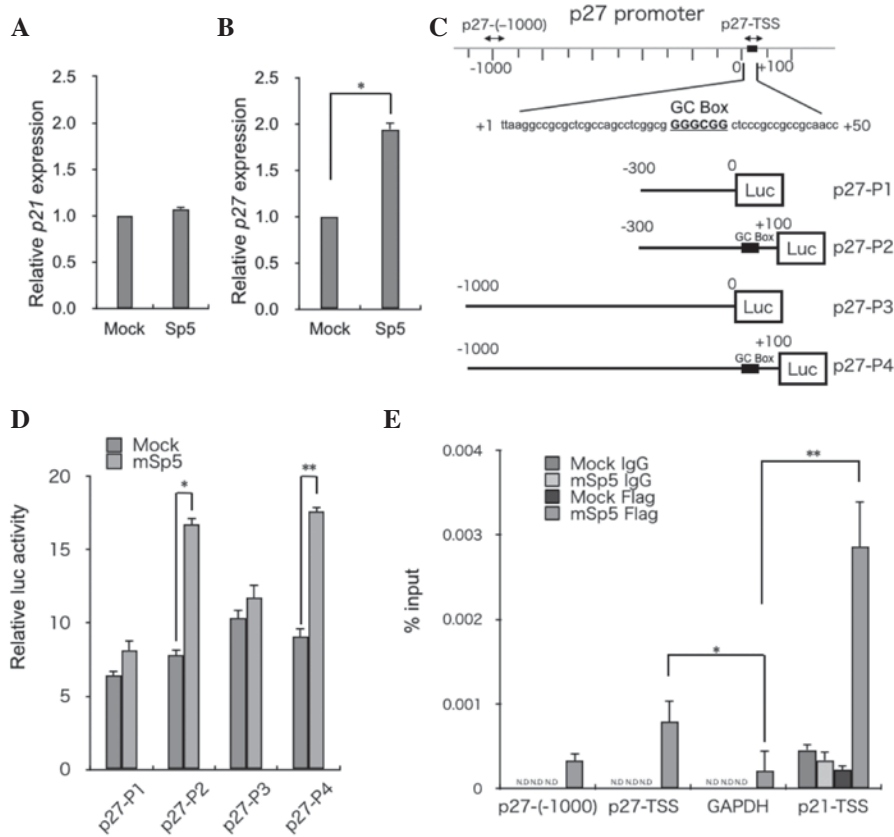 A
Relative p21 expression
2.5
2.0
1.5
1.0
0.5
0.0
Mock Sp5
B
Relative p27 expression
2.5
2.0
1.5
1.0
0.5
0.0
*
Mock Sp5
C
p27 promoter
p27-(-1000) p27-TSS
-1000 0 +100
GC Box
+1 ttaaggccgcgctcgccagcctcggcg GGGCGG ctcccgccgccgcaacc +50
-300 0
Luc p27-P1
-300 +100
GC Box Luc p27-P2
-1000 0
Luc p27-P3
-1000 +100
GC Box Luc p27-P4
D
Mock
mSp5
Relative luc activity
20
15
10
5
0
*
**
p27-P1 p27-P2 p27-P3 p27-P4
E
% input
0.004
0.003
0.002
0.001
0
Mock IgG
mSp5 IgG
Mock Flag
mSp5 Flag
*
**
N.D N.D N.D N.D N.D N.D N.D N.D N.D
p27-(-1000) p27-TSS GAPDH p21-TSS